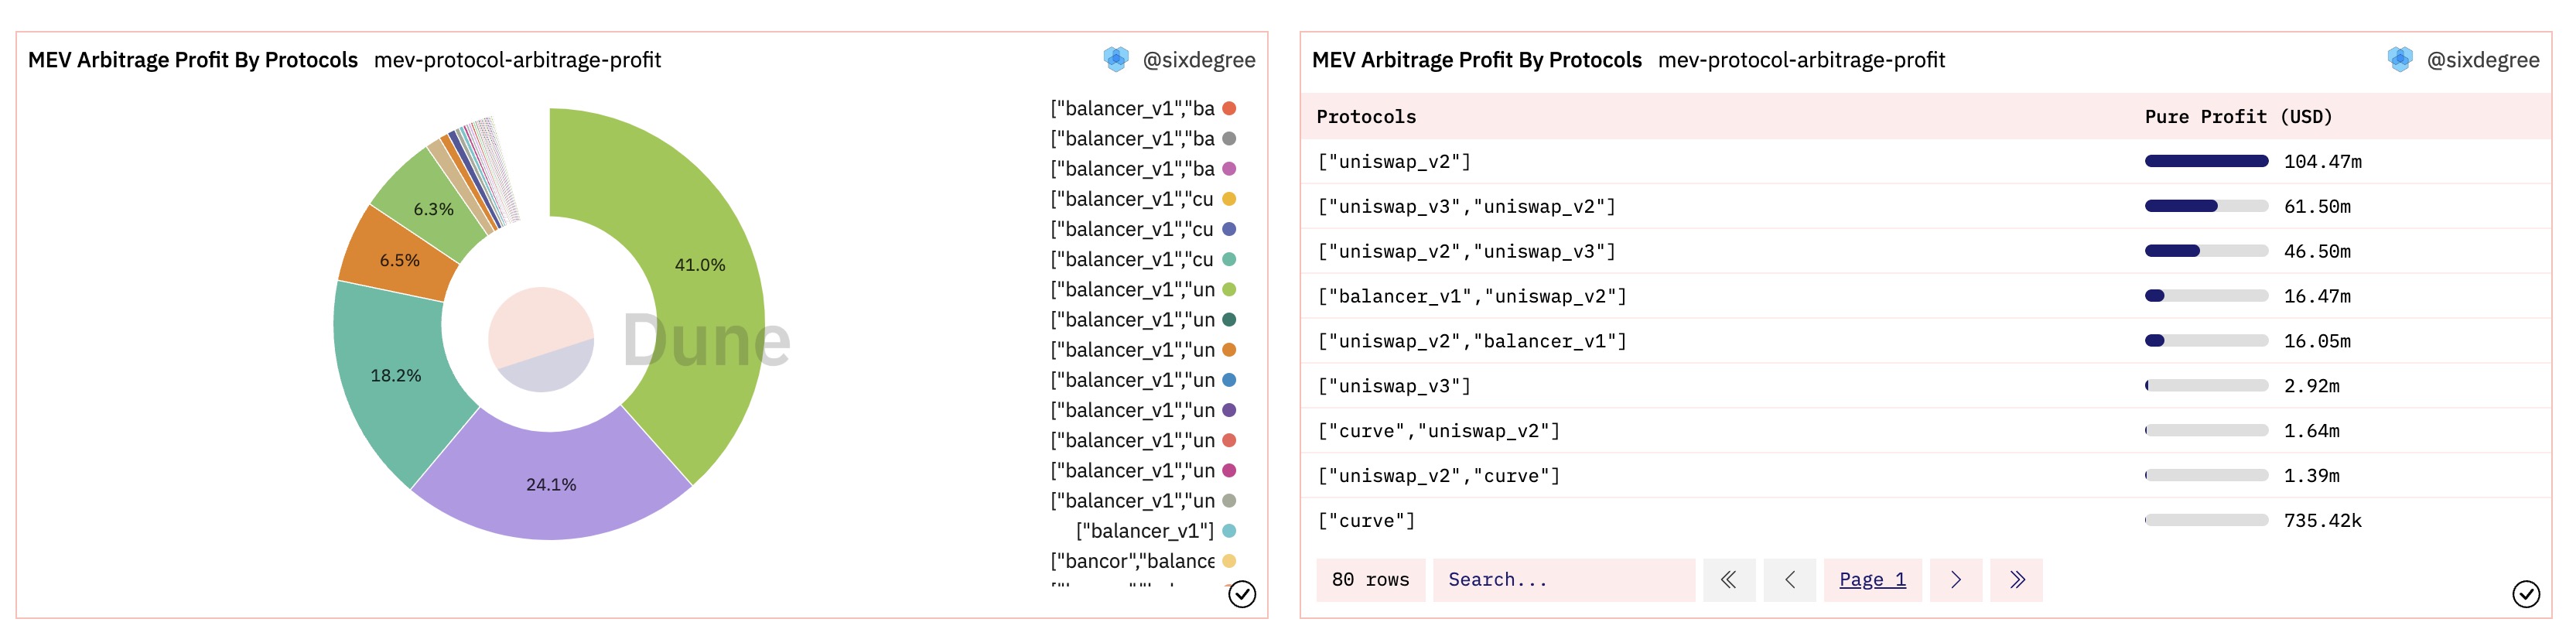 MEV Arbitrage Profit By Protocols mev-protocol-arbitrage-profit @sixdegree
41.0%
24.1%
18.2%
6.5%
6.3%
Dune
["balancer_v1","ba
["balancer_v1","ba
["balancer_v1","ba
["balancer_v1","cu
["balancer_v1","cu
["balancer_v1","cu
["balancer_v1","un
["balancer_v1","un
["balancer_v1","un
["balancer_v1","un
["balancer_v1","un
["balancer_v1","un
["balancer_v1","un
["balancer_v1","un
["balancer_v1"]
["bancor","balance
MEV Arbitrage Profit By Protocols mev-protocol-arbitrage-profit @sixdegree
Protocols Pure Profit (USD)
["uniswap_v2"] 104.47m
["uniswap_v3","uniswap_v2"] 61.50m
["uniswap_v2","uniswap_v3"] 46.50m
["balancer_v1","uniswap_v2"] 16.47m
["uniswap_v2","balancer_v1"] 16.05m
["uniswap_v3"] 2.92m
["curve","uniswap_v2"] 1.64m
["uniswap_v2","curve"] 1.39m
["curve"] 735.42k
80 rows Search... Page 1